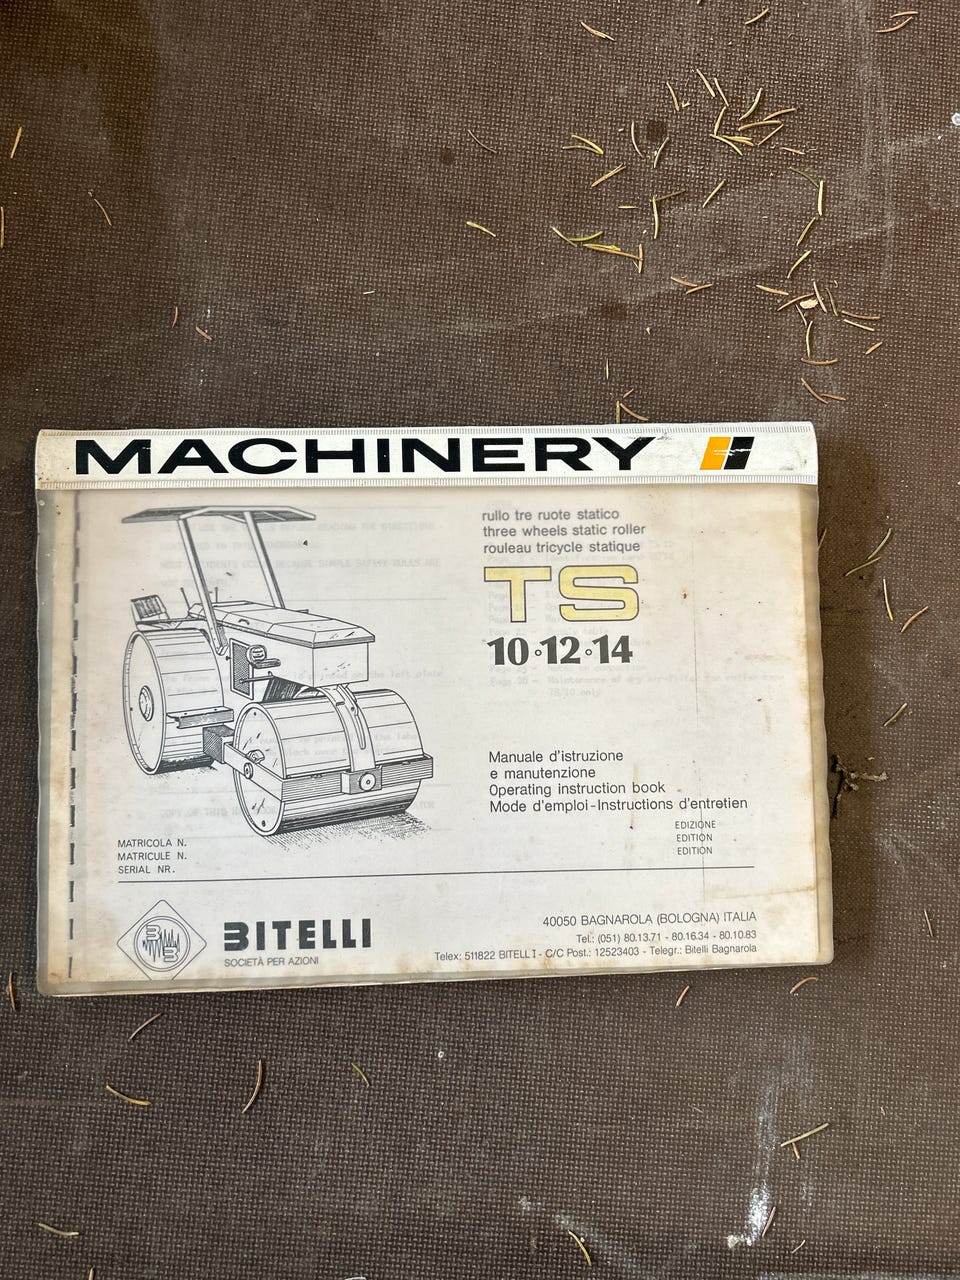 MACHINERY
rullo tre ruote statico
three wheels static roller
rouleau tricycle statique
TS
10·12·14
Manuale d'istruzione
e manutenzione
Operating instruction book
Mode d'emploi-Instructions d'entretien
EDIZIONE
EDITION
EDITION
MATRICOLA N.
MATRICULE N.
SERIAL NR.
BITELLI
SOCIETÀ PER AZIONI
40050 BAGNAROLA (BOLOGNA) ITALIA
Tel.: (051) 80.13.71 - 80.16.34 - 80.10.83
Telex: 511822 BITELLI - C/C Post.: 12523403 - Telegr.: Bitelli Bagnarola